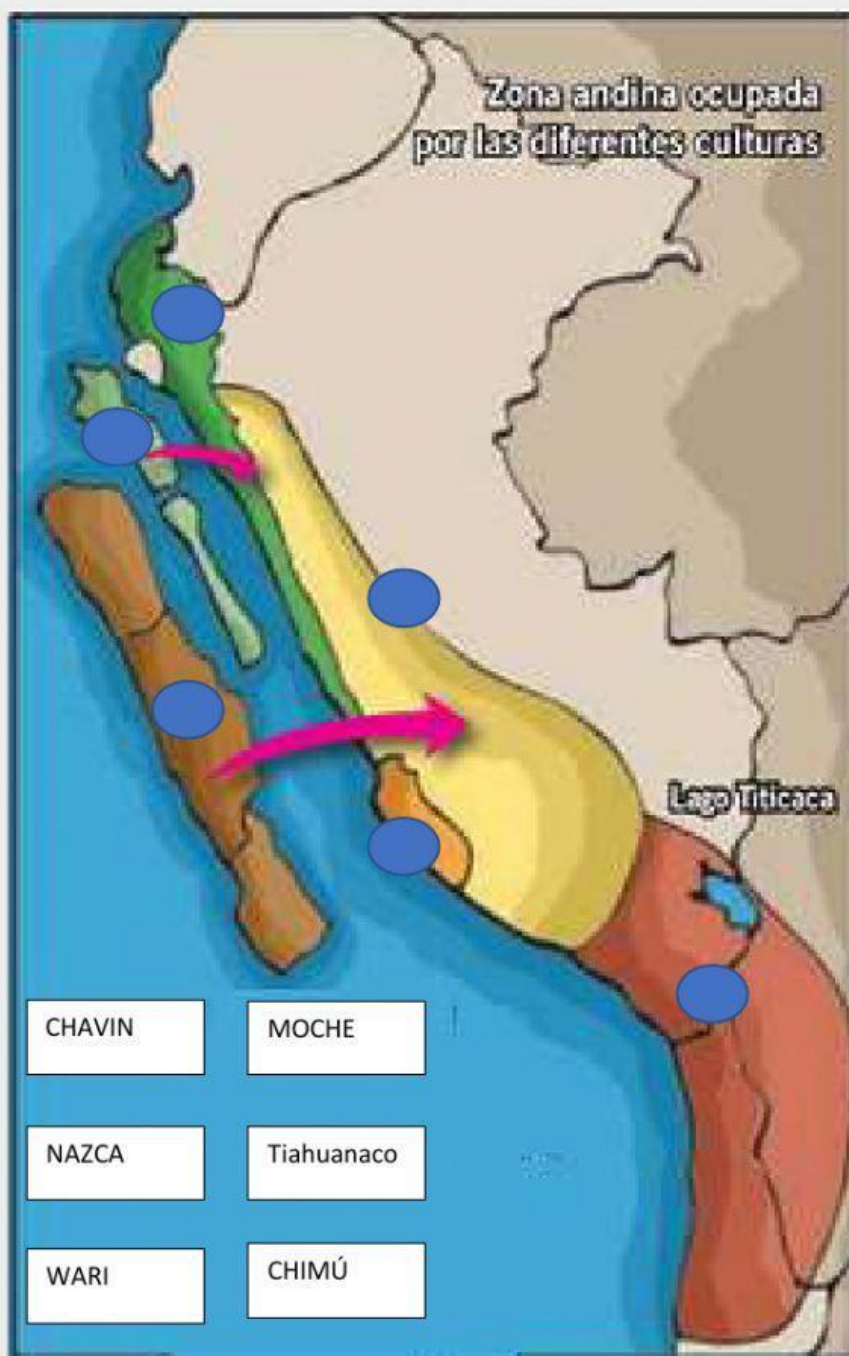 Zona andina ocupada
por las diferentes culturas
Lago Titicaca
CHAVIN
MOCHE
NAZCA
Tiahuanaco
WARI
CHIMÚ